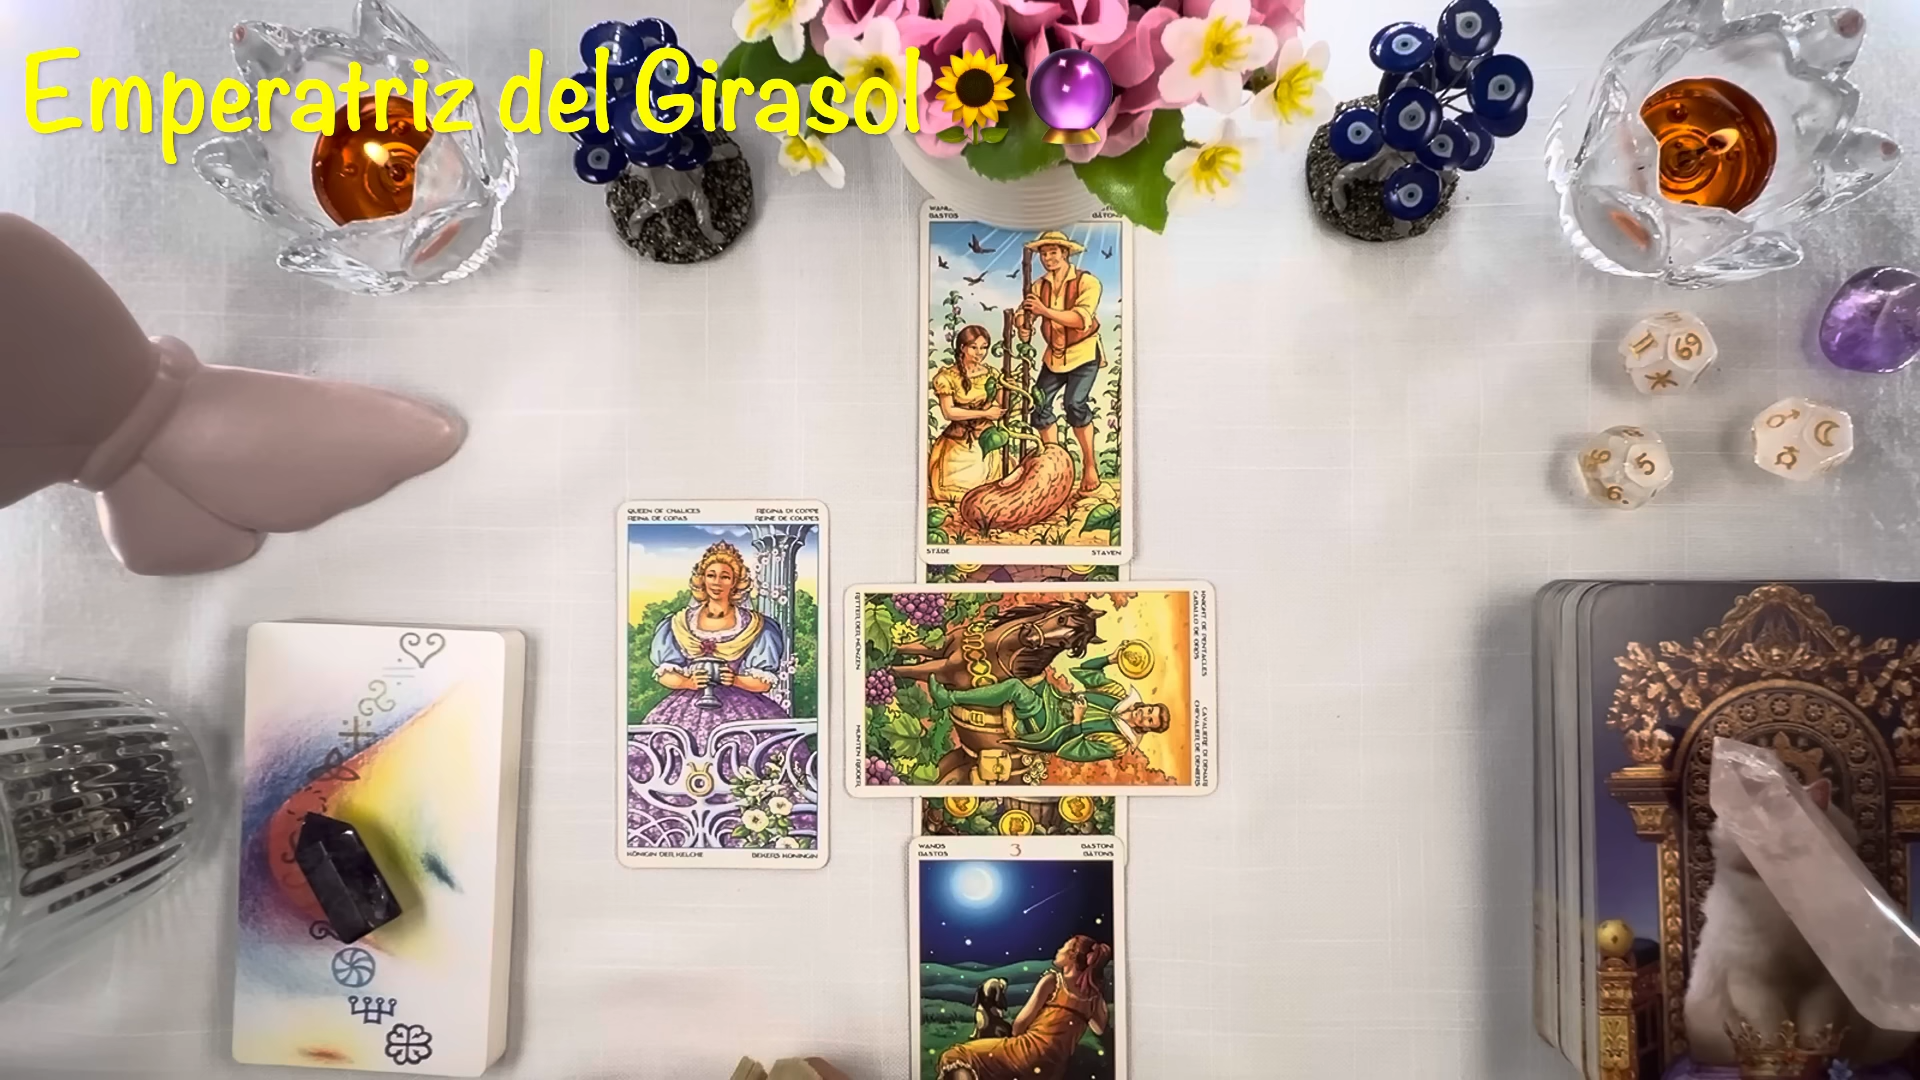 Emperatriz del Girasol🌻🔮
BASTOS
BÂTONS
STÄBE STAVEN
QUEEN OF CHALICES REGINA DI COPPE
REINA DE COPAS REINE DE COUPES
KÖNIGIN DER KELCHE BEKERS KONINGIN
KNIGHT OF PENTACLES CAVALIERE DI DENARI
CABALLO DE OROS CHEVALIER DE DENIERS
RITTER DER MÜNZEN MUNTEN RIDDER
WANDS 3 BASTONI
BASTOS BÂTONS
5